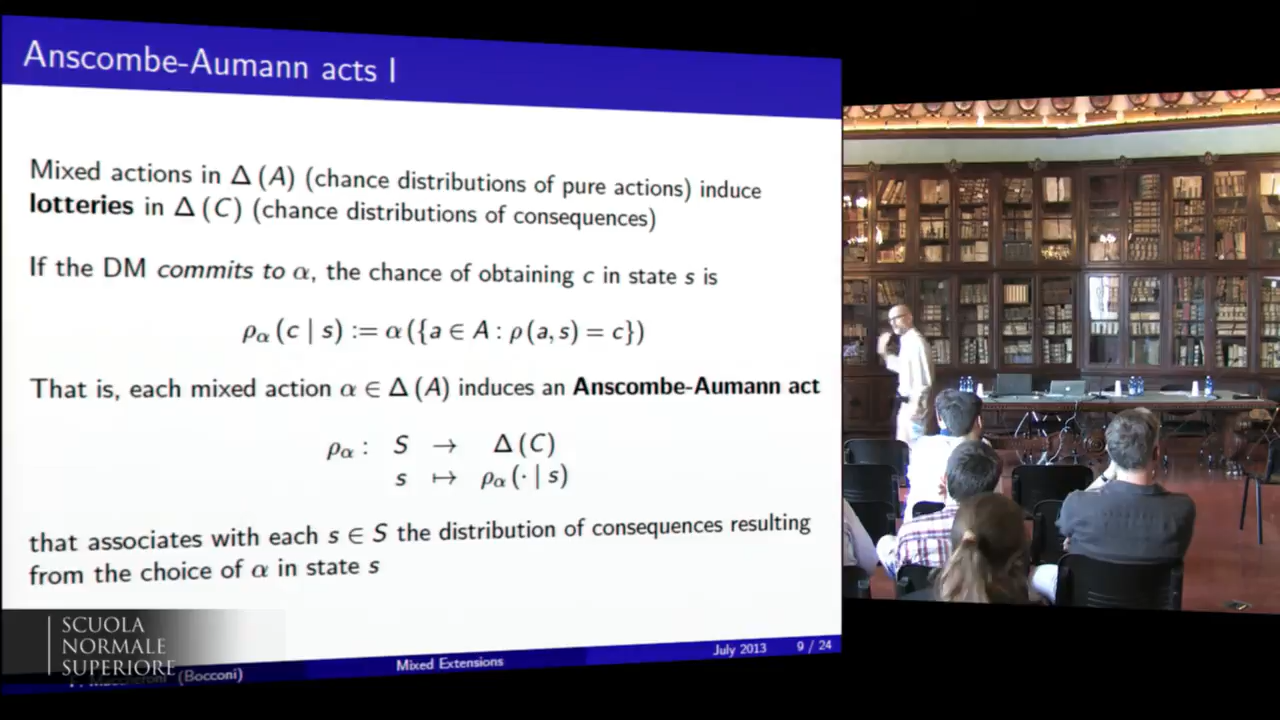 Anscombe-Aumann acts I
Mixed actions in Δ (A) (chance distributions of pure actions) induce
lotteries in Δ (C) (chance distributions of consequences)
If the DM commits to α, the chance of obtaining c in state s is
ρα (c | s) := α ({a ∈ A : ρ (a, s) = c})
That is, each mixed action α ∈ Δ (A) induces an Anscombe-Aumann act
ρα : S → Δ (C)
s ↦ ρα (· | s)
that associates with each s ∈ S the distribution of consequences resulting
from the choice of α in state s
SCUOLA
NORMALE
SUPERIORE
(Bocconi)
Mixed Extensions
July 2013
9 / 24